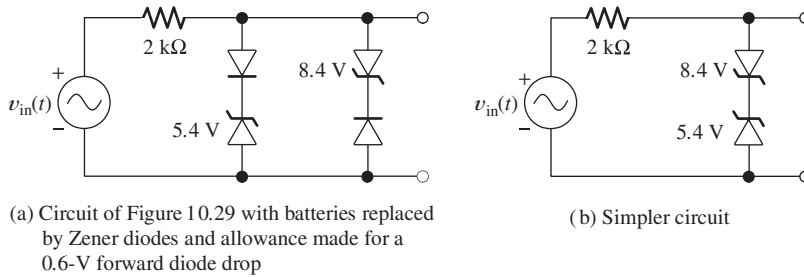 2 kΩ
+
v_in(t)
−
5.4 V
8.4 V
(a) Circuit of Figure 10.29 with batteries replaced
by Zener diodes and allowance made for a
0.6-V forward diode drop
2 kΩ
+
v_in(t)
−
8.4 V
5.4 V
(b) Simpler circuit